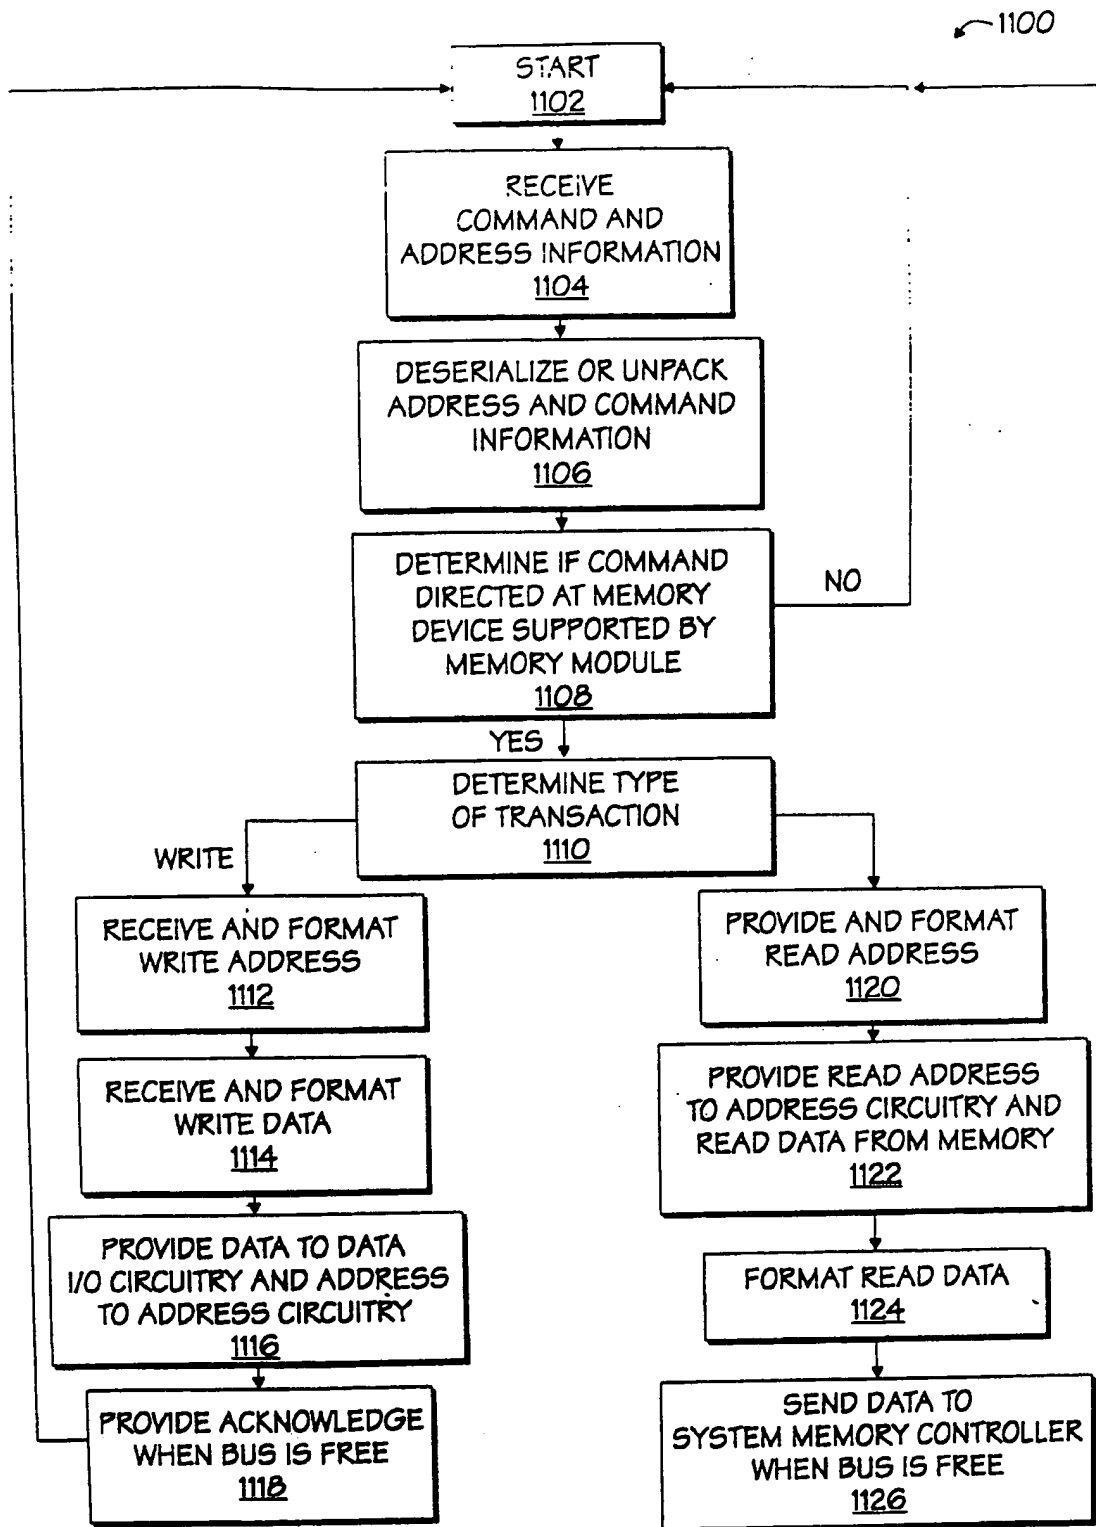 1100
START
1102
RECEIVE
COMMAND AND
ADDRESS INFORMATION
1104
DESERIALIZE OR UNPACK
ADDRESS AND COMMAND
INFORMATION
1106
DETERMINE IF COMMAND
DIRECTED AT MEMORY
DEVICE SUPPORTED BY
MEMORY MODULE
1108
NO
YES
DETERMINE TYPE
OF TRANSACTION
1110
WRITE
RECEIVE AND FORMAT
WRITE ADDRESS
1112
RECEIVE AND FORMAT
WRITE DATA
1114
PROVIDE DATA TO DATA
I/O CIRCUITRY AND ADDRESS
TO ADDRESS CIRCUITRY
1116
PROVIDE ACKNOWLEDGE
WHEN BUS IS FREE
1118
PROVIDE AND FORMAT
READ ADDRESS
1120
PROVIDE READ ADDRESS
TO ADDRESS CIRCUITRY AND
READ DATA FROM MEMORY
1122
FORMAT READ DATA
1124
SEND DATA TO
SYSTEM MEMORY CONTROLLER
WHEN BUS IS FREE
1126